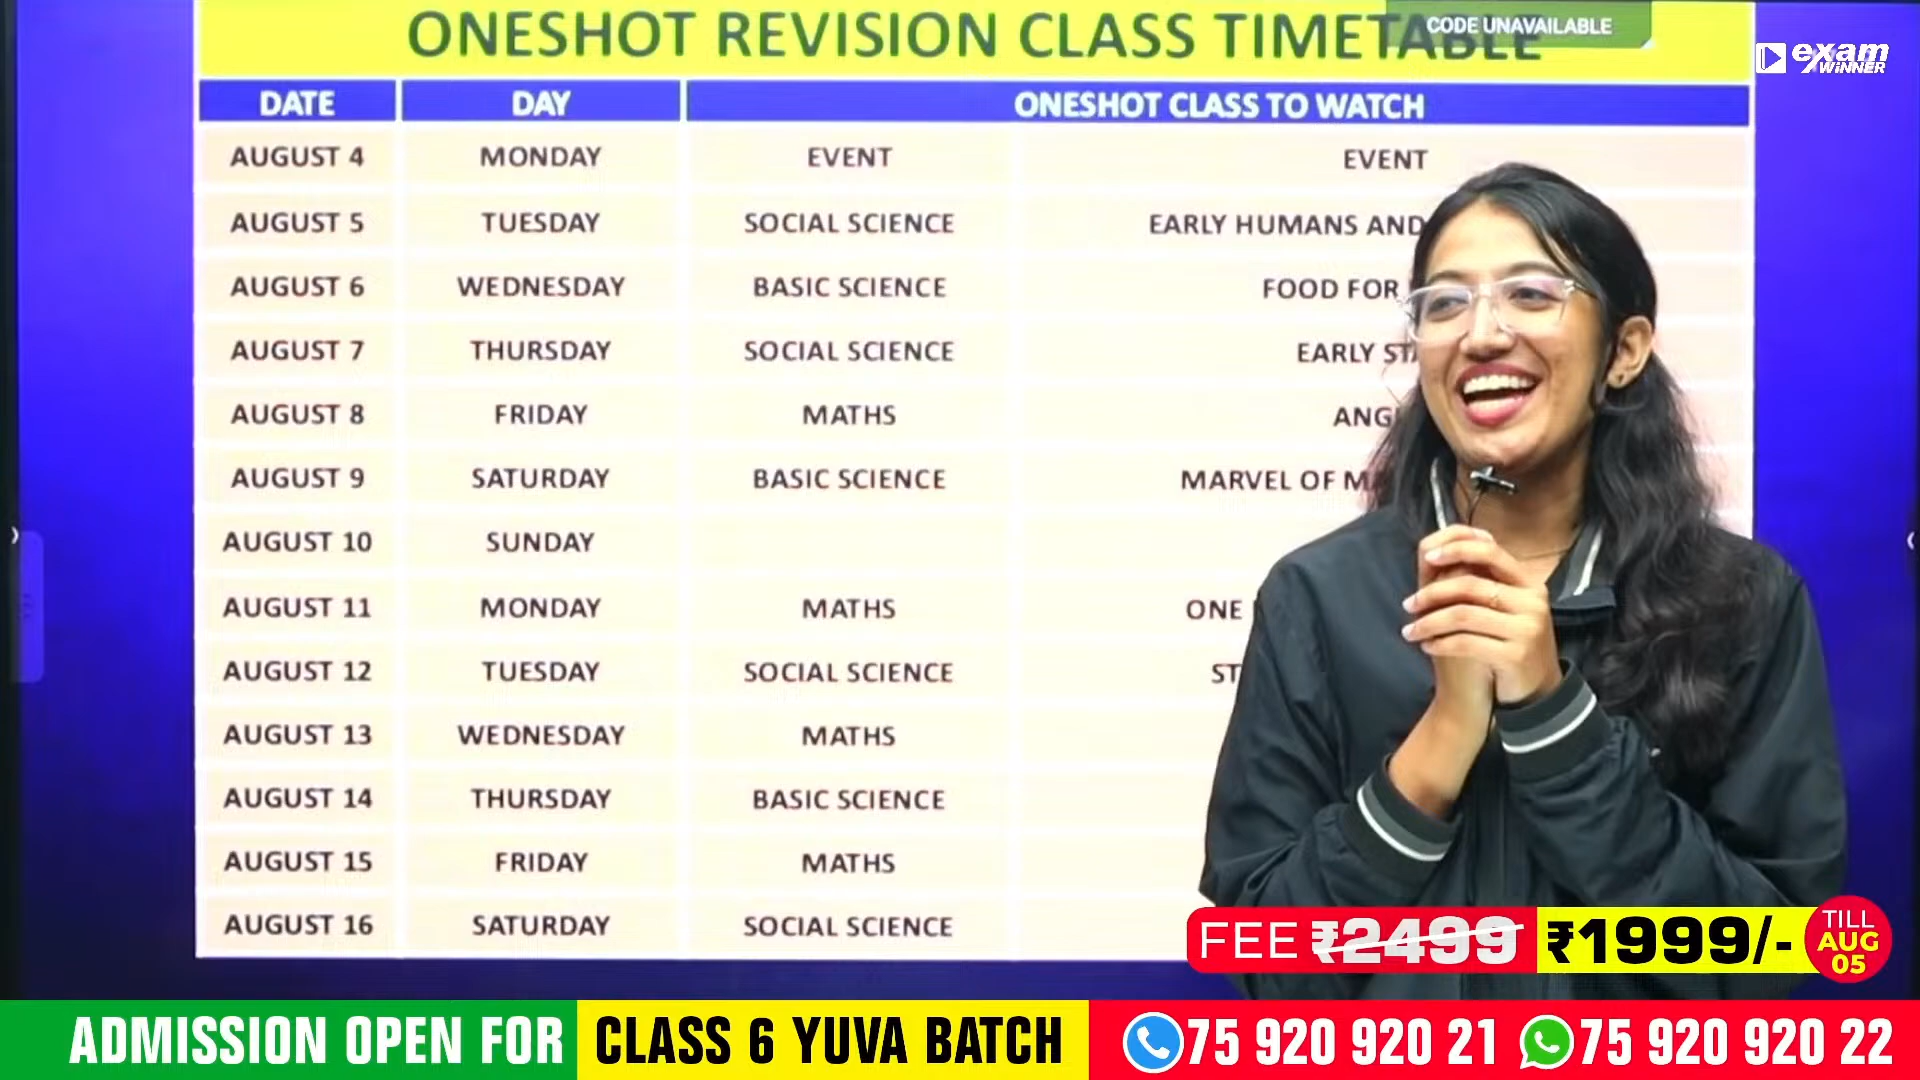 ONESHOT REVISION CLASS TIMETABLE
CODE UNAVAILABLE
exam
WINNER
DATE DAY ONESHOT CLASS TO WATCH
AUGUST 4 MONDAY EVENT EVENT
AUGUST 5 TUESDAY SOCIAL SCIENCE EARLY HUMANS AND
AUGUST 6 WEDNESDAY BASIC SCIENCE FOOD FOR
AUGUST 7 THURSDAY SOCIAL SCIENCE EARLY
AUGUST 8 FRIDAY MATHS
AUGUST 9 SATURDAY BASIC SCIENCE MARVEL OF
AUGUST 10 SUNDAY
AUGUST 11 MONDAY MATHS ONE
AUGUST 12 TUESDAY SOCIAL SCIENCE
AUGUST 13 WEDNESDAY MATHS
AUGUST 14 THURSDAY BASIC SCIENCE
AUGUST 15 FRIDAY MATHS
AUGUST 16 SATURDAY SOCIAL SCIENCE
FEE ₹2499 ₹1999/- TILL AUG 05
ADMISSION OPEN FOR CLASS 6 YUVA BATCH 75 920 920 21 75 920 920 22